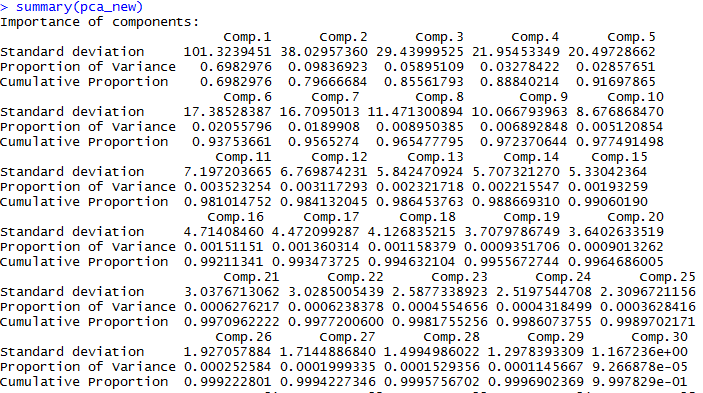 > summary(pca_new)
Importance of components:
Comp.1 Comp.2 Comp.3 Comp.4 Comp.5
Standard deviation 101.3239451 38.02957360 29.43999525 21.95453349 20.49728662
Proportion of Variance 0.6982976 0.09836923 0.05895109 0.03278422 0.02857651
Cumulative Proportion 0.6982976 0.79666684 0.85561793 0.88840214 0.91697865
Comp.6 Comp.7 Comp.8 Comp.9 Comp.10
Standard deviation 17.38528387 16.7095013 11.471300894 10.066793963 8.676868470
Proportion of Variance 0.02055796 0.0189908 0.008950385 0.006892848 0.005120854
Cumulative Proportion 0.93753661 0.9565274 0.965477795 0.972370644 0.977491498
Comp.11 Comp.12 Comp.13 Comp.14 Comp.15
Standard deviation 7.197203665 6.769874231 5.842470924 5.707321270 5.33042364
Proportion of Variance 0.003523254 0.003117293 0.002321718 0.002215547 0.00193259
Cumulative Proportion 0.981014752 0.984132045 0.986453763 0.988669310 0.99060190
Comp.16 Comp.17 Comp.18 Comp.19 Comp.20
Standard deviation 4.71408460 4.472099287 4.126835215 3.7079786749 3.6402633519
Proportion of Variance 0.00151151 0.001360314 0.001158379 0.0009351706 0.0009013262
Cumulative Proportion 0.99211341 0.993473725 0.994632104 0.9955672744 0.9964686005
Comp.21 Comp.22 Comp.23 Comp.24 Comp.25
Standard deviation 3.0376713062 3.0285005439 2.5877338923 2.5197544708 2.3096721156
Proportion of Variance 0.0006276217 0.0006238378 0.0004554656 0.0004318499 0.0003628416
Cumulative Proportion 0.9970962222 0.9977200600 0.9981755256 0.9986073755 0.9989702171
Comp.26 Comp.27 Comp.28 Comp.29 Comp.30
Standard deviation 1.927057884 1.7144886840 1.4994986022 1.2978393309 1.167236e+00
Proportion of Variance 0.000252584 0.0001999335 0.0001529356 0.0001145667 9.266878e-05
Cumulative Proportion 0.999222801 0.9994227346 0.9995756702 0.9996902369 9.997829e-01